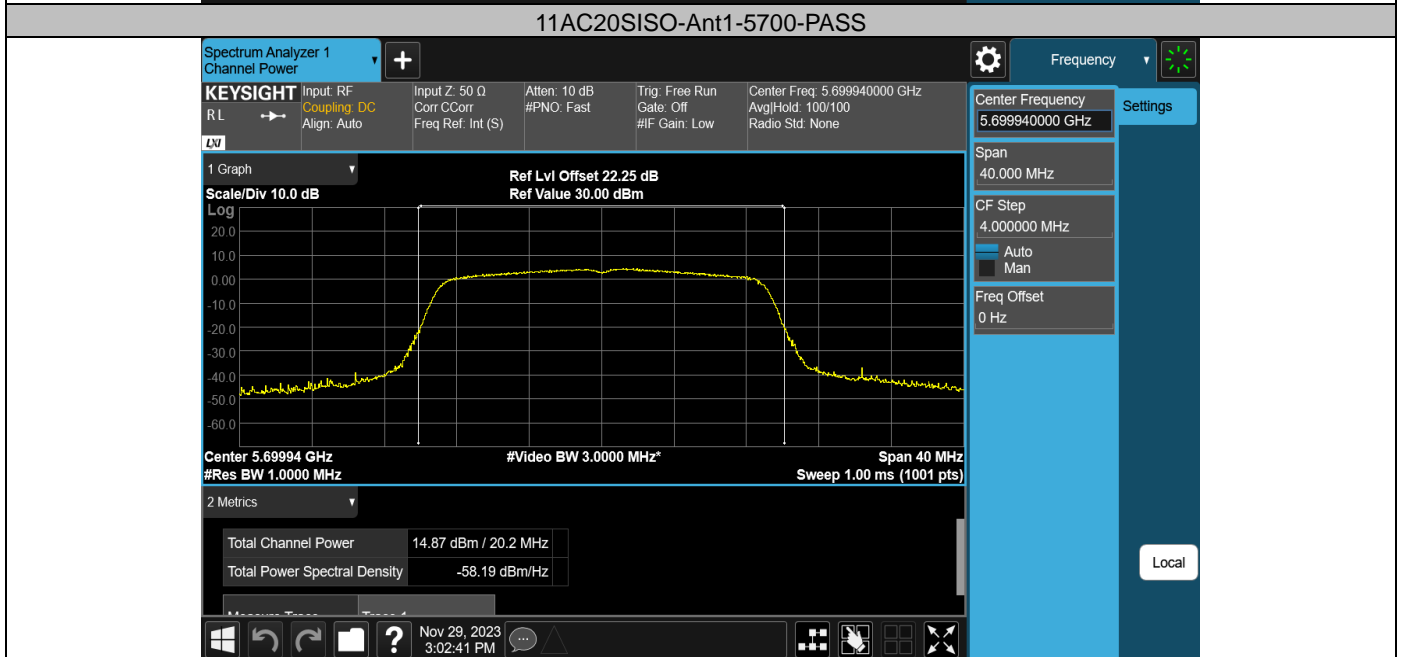 11AC20SISO-Ant1-5700-PASS
Spectrum Analyzer 1
Channel Power
Frequency
KEYSIGHT
R L
LXI
Input: RF
Coupling: DC
Align: Auto
Input Z: 50 Ω
Corr CCorr
Freq Ref: Int (S)
Atten: 10 dB
#PNO: Fast
Trig: Free Run
Gate: Off
#IF Gain: Low
Center Freq: 5.699940000 GHz
Avg|Hold: 100/100
Radio Std: None
Center Frequency
5.699940000 GHz
Settings
Span
40.000 MHz
CF Step
4.000000 MHz
Auto
Man
Freq Offset
0 Hz
1 Graph
Scale/Div 10.0 dB
Ref Lvl Offset 22.25 dB
Ref Value 30.00 dBm
Log
20.0
10.0
0.00
-10.0
-20.0
-30.0
-40.0
-50.0
-60.0
Center 5.69994 GHz
#Res BW 1.0000 MHz
#Video BW 3.0000 MHz*
Span 40 MHz
Sweep 1.00 ms (1001 pts)
2 Metrics
Total Channel Power 14.87 dBm / 20.2 MHz
Total Power Spectral Density -58.19 dBm/Hz
Measure Trace Trace 1
Local
?
Nov 29, 2023
3:02:41 PM